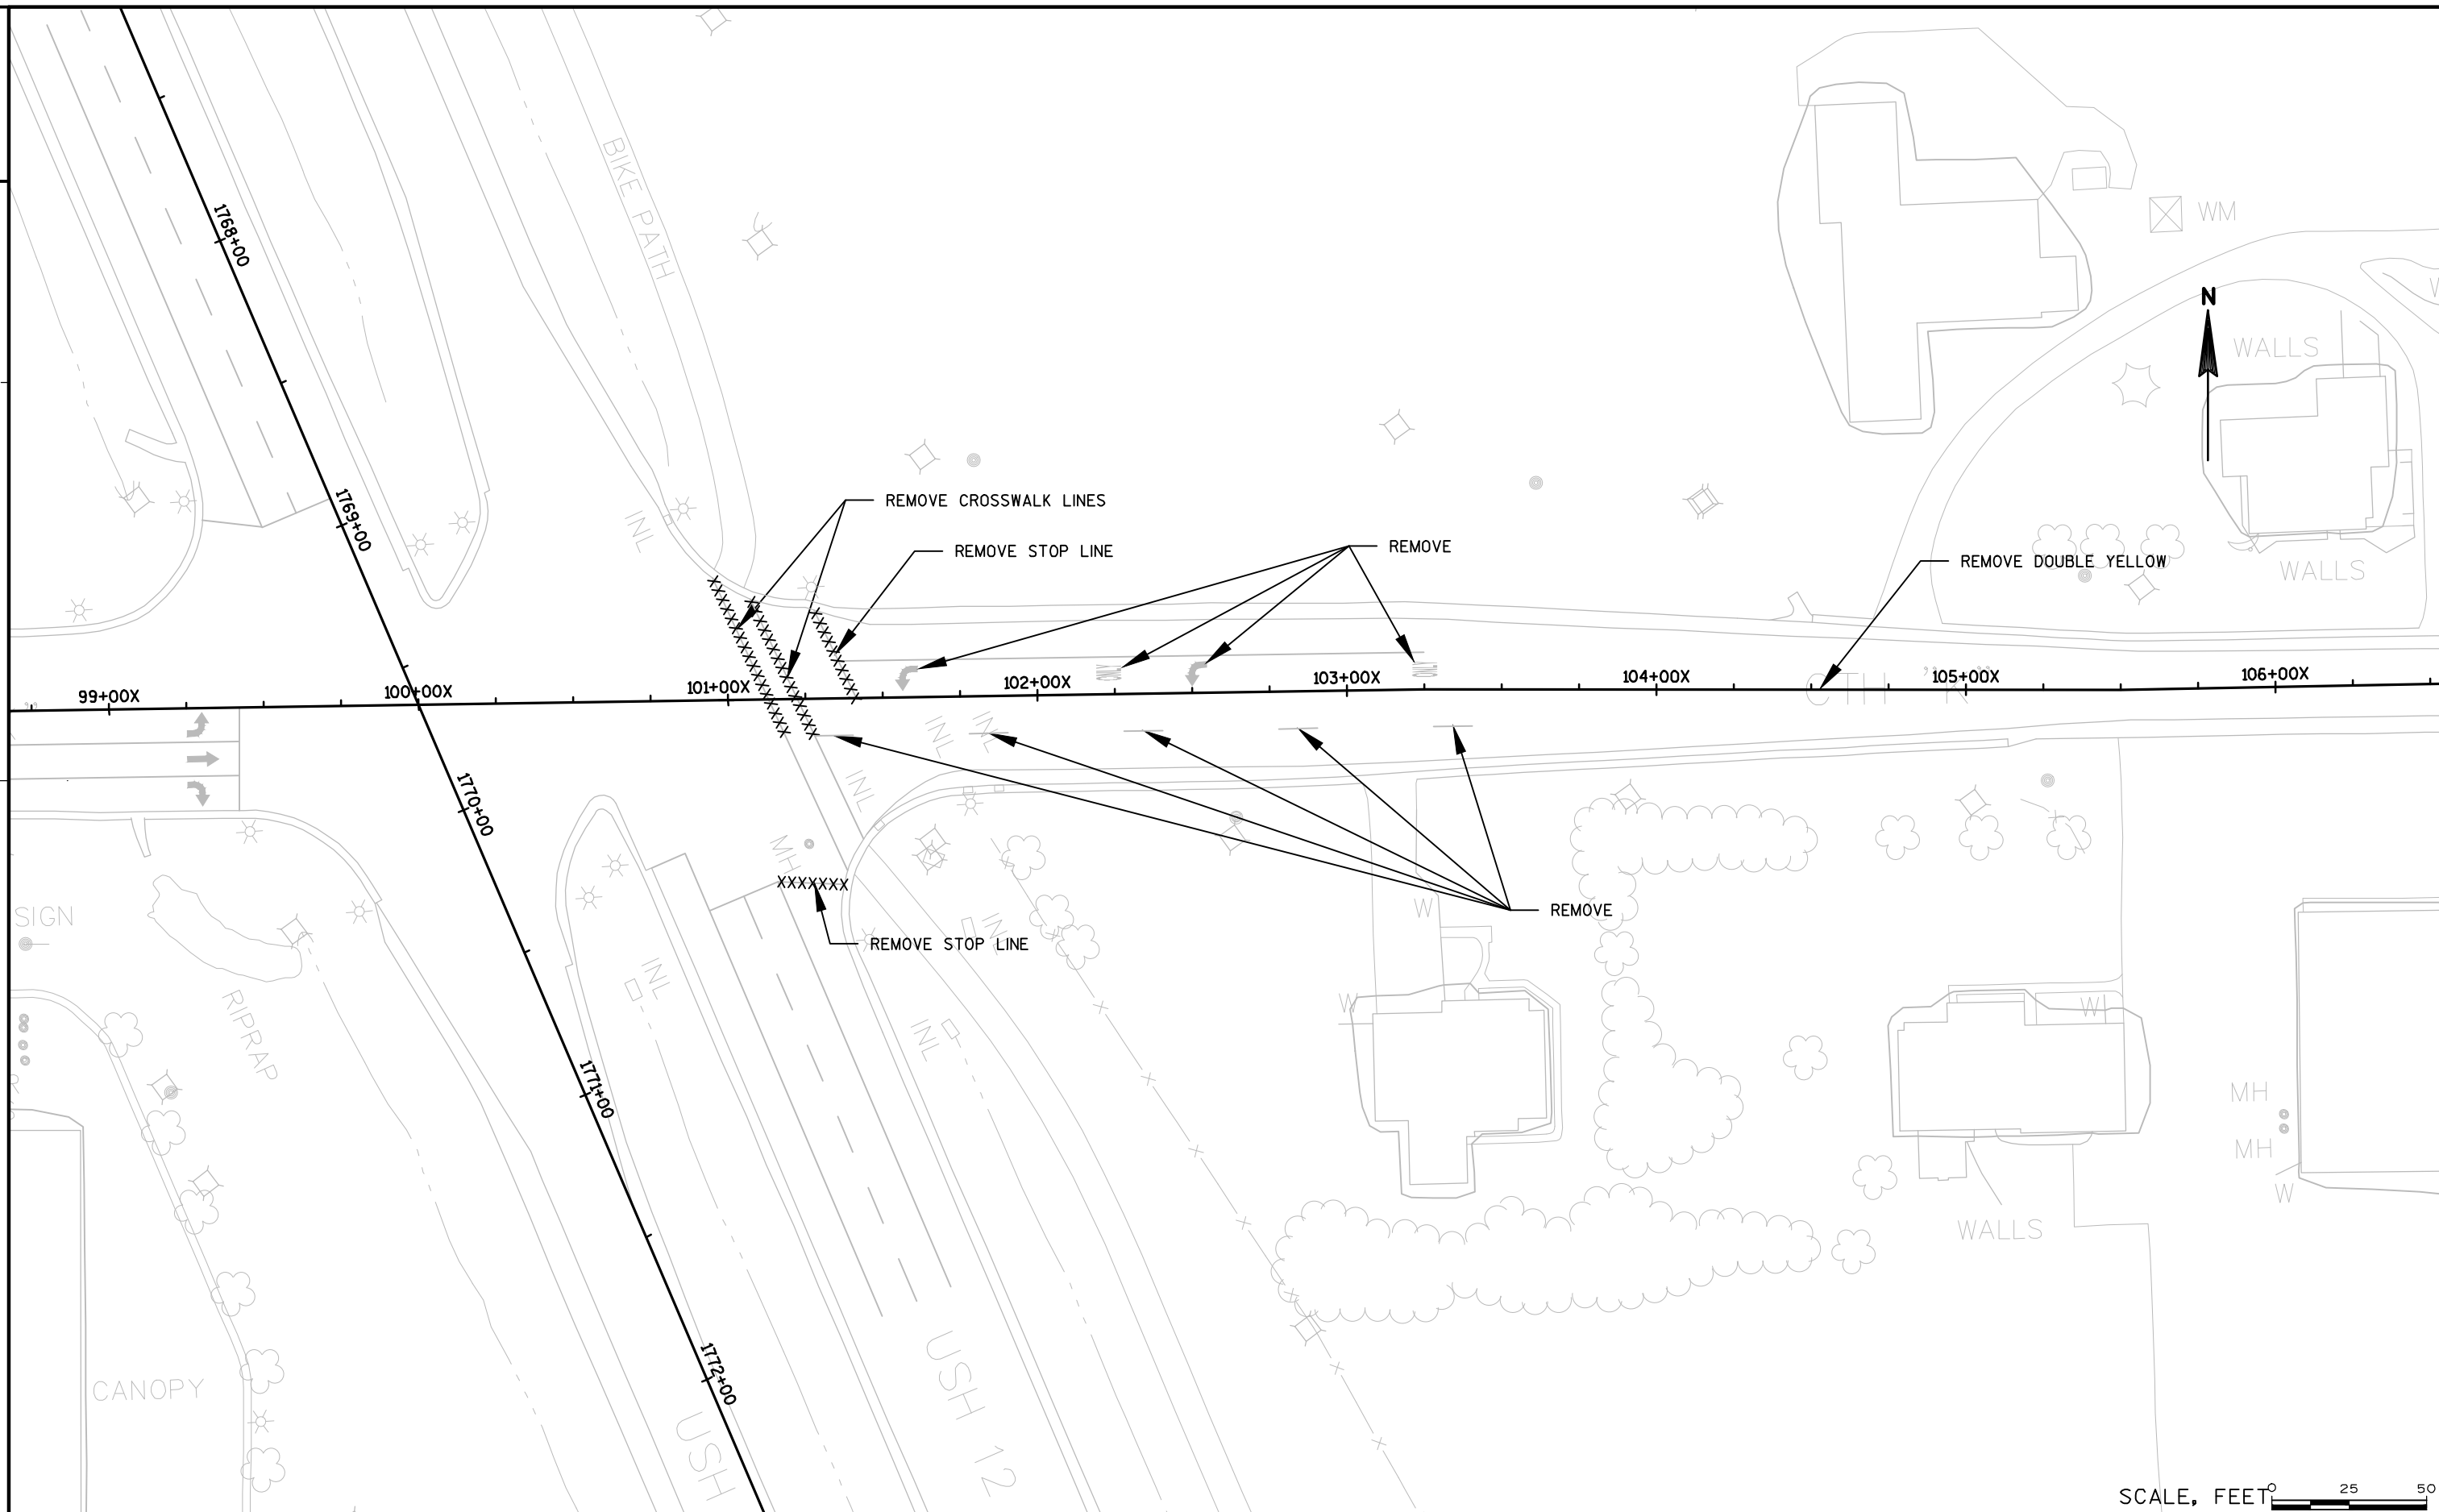 BIKE PATH
WM
1768+00
N
WALLS
REMOVE CROSSWALK LINES
1769+00
INL
REMOVE STOP LINE
REMOVE
REMOVE DOUBLE YELLOW
WALLS
99+00X
100+00X
101+00X
102+00X
103+00X
104+00X
105+00X
106+00X
INL
INL
INL
1770+00
MH
SIGN
W
REMOVE
REMOVE STOP LINE
INL
INL
RIPRAP
INL
W
1771+00
MH
MH
W
WALLS
CANOPY
1772+00
USH 12
USH
SCALE, FEET
0 25 50